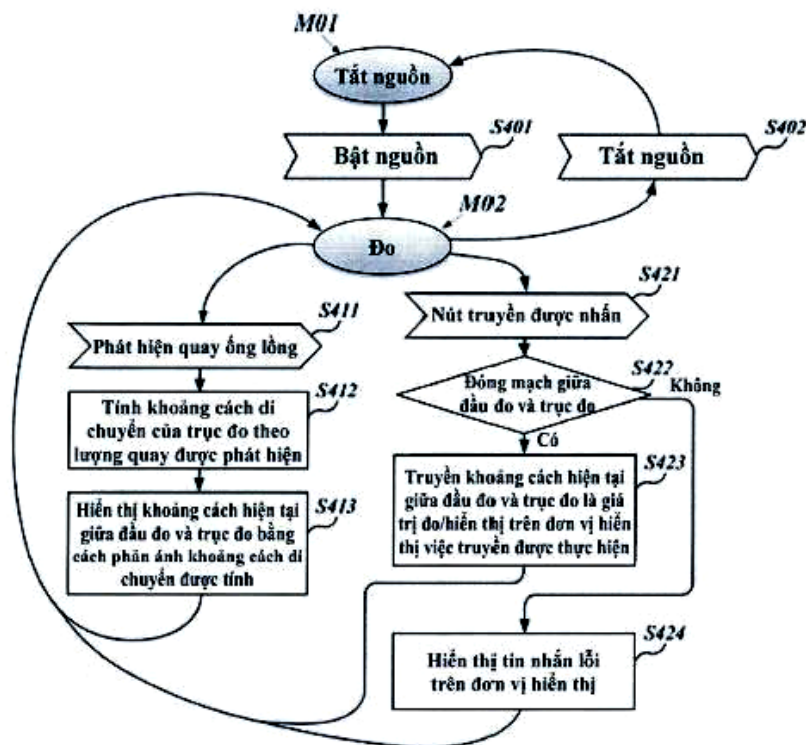 M01
Tắt nguồn
S401
Bật nguồn
S402
Tắt nguồn
M02
Đo
S411
Phát hiện quay ống lồng
S412
Tính khoảng cách di
chuyển của trục đo theo
lượng quay được phát hiện
S413
Hiển thị khoảng cách hiện tại
giữa đầu đo và trục đo bằng
cách phản ánh khoảng cách di
chuyển được tính
S421
Nút truyền được nhấn
S422
Đóng mạch giữa
đầu đo và trục đo
Không
Có
S423
Truyền khoảng cách hiện tại
giữa đầu đo và trục đo là giá
trị đo/hiển thị trên đơn vị hiển
thị việc truyền được thực hiện
S424
Hiển thị tin nhắn lỗi
trên đơn vị hiển thị